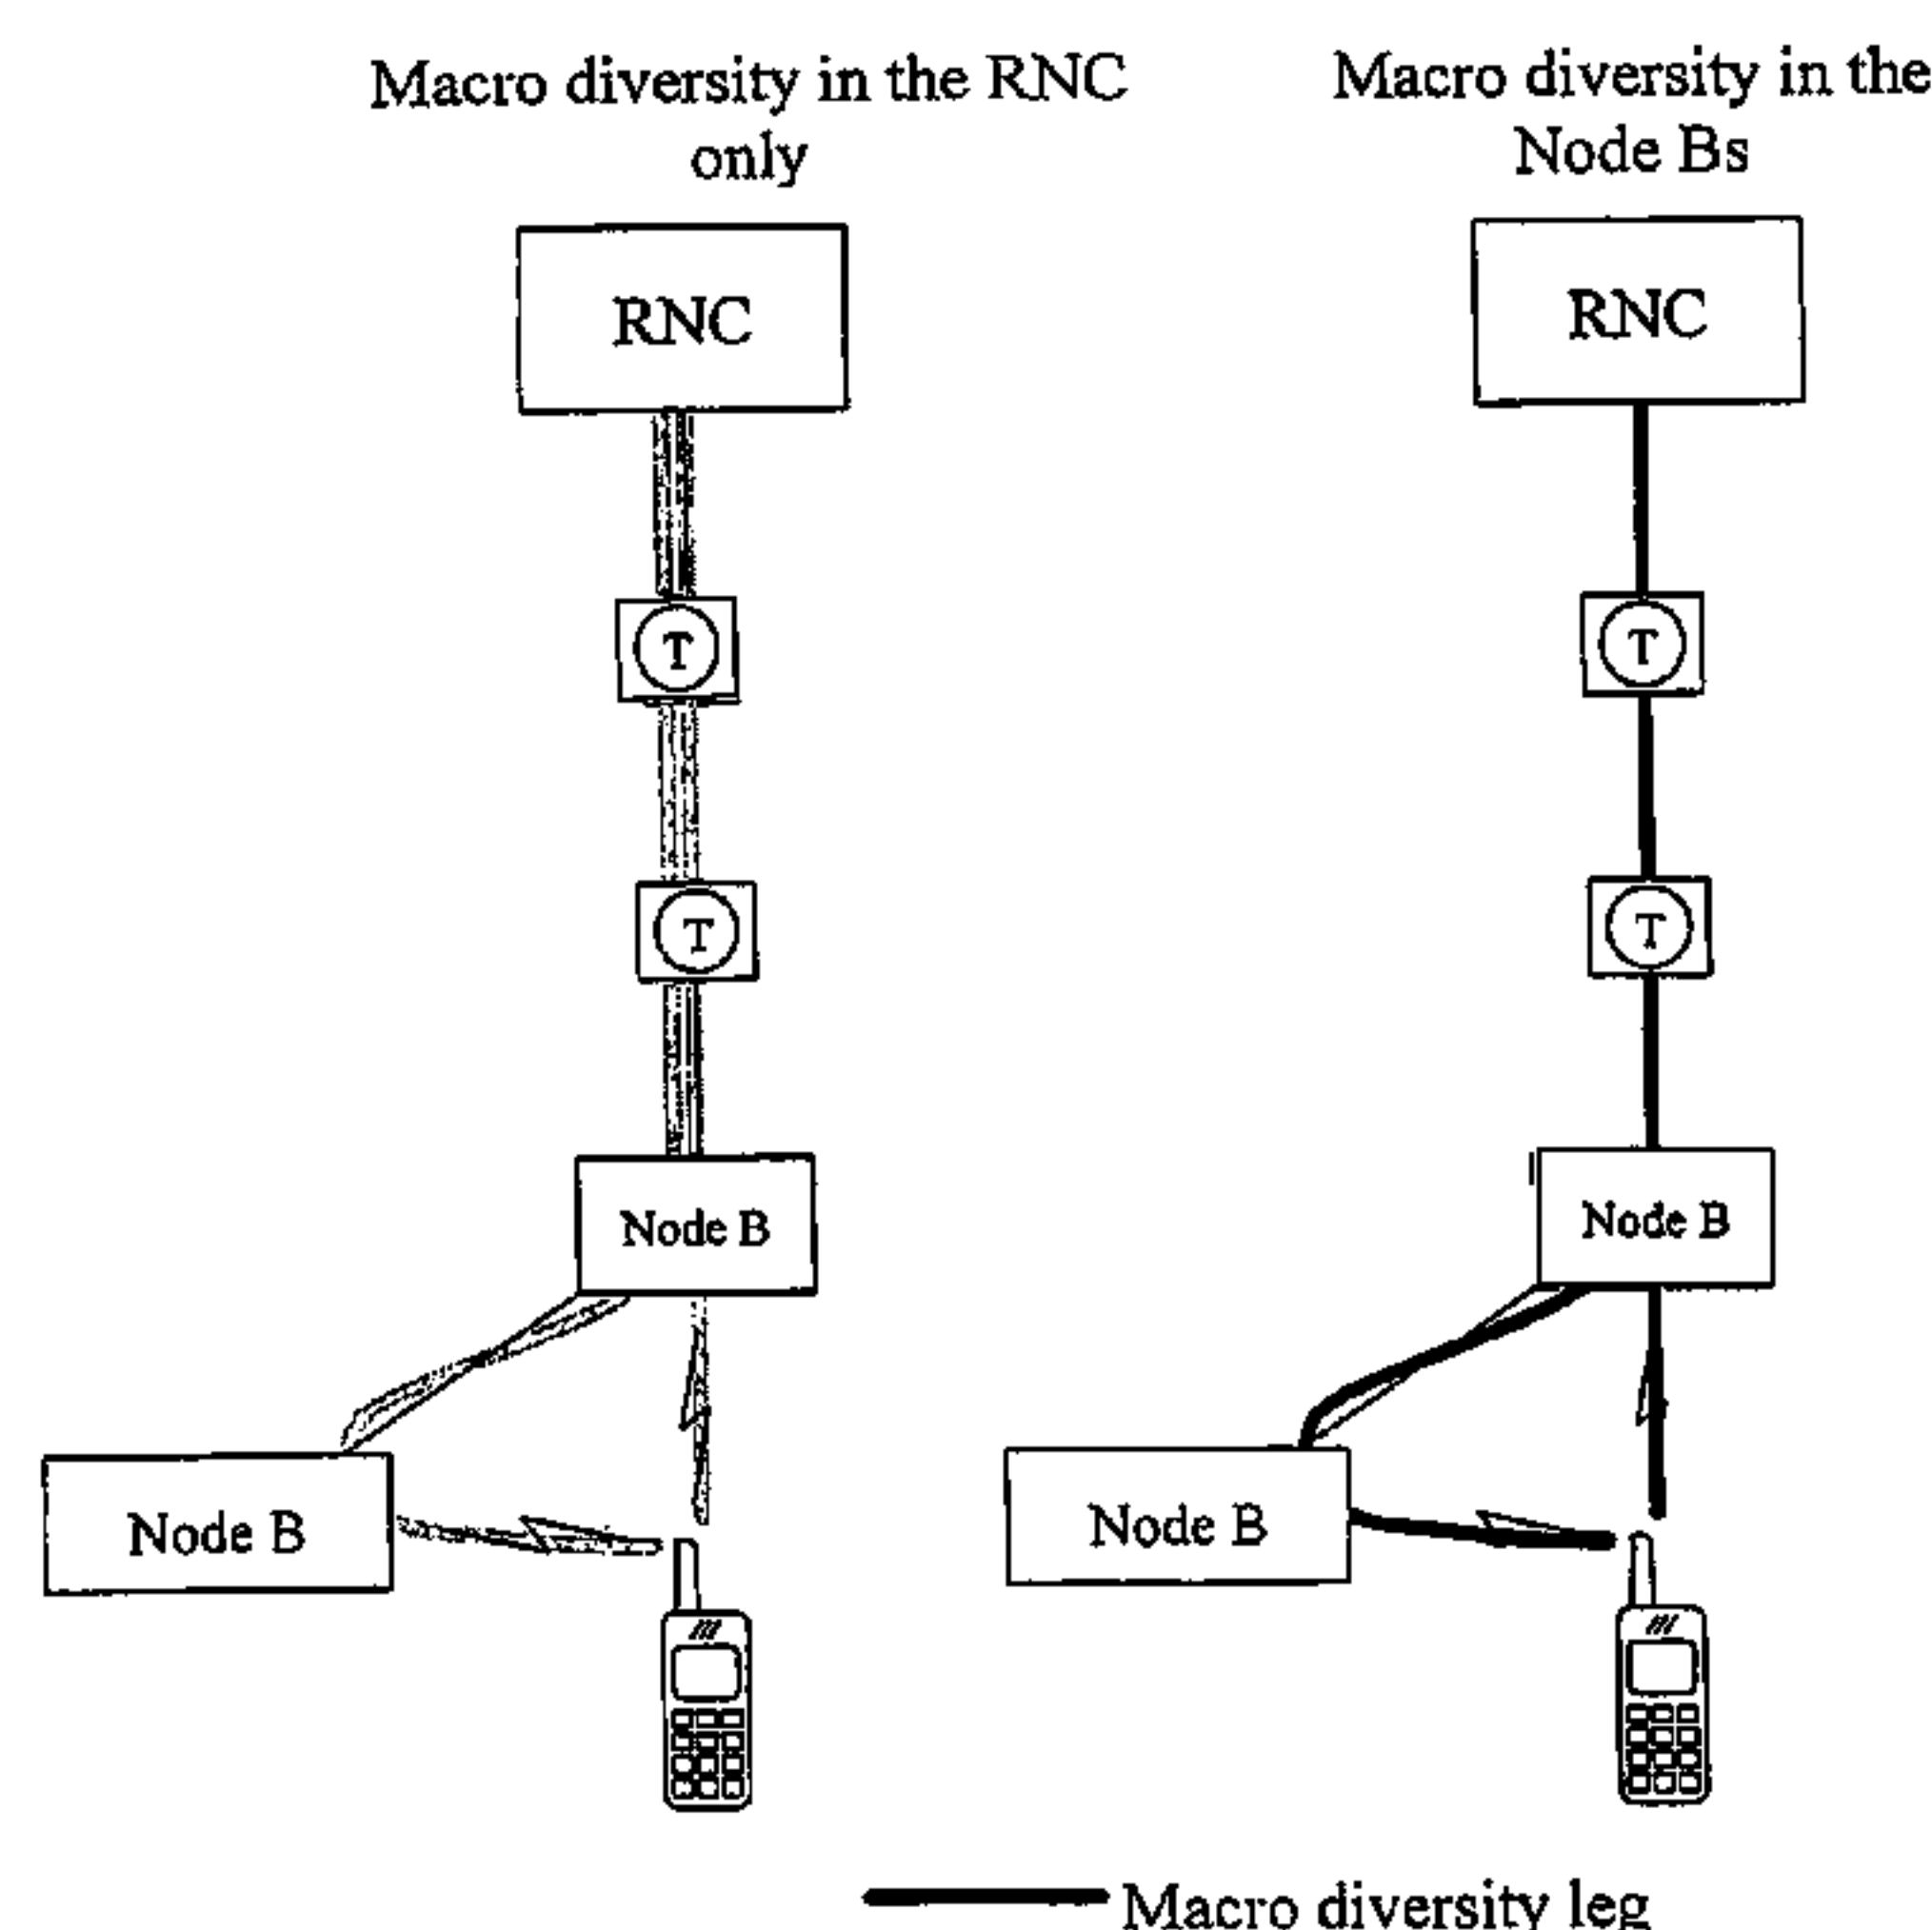 Macro diversity in the RNC
only
Macro diversity in the
Node Bs
RNC
RNC
T
T
T
T
Node B
Node B
Node B
Node B
Macro diversity leg